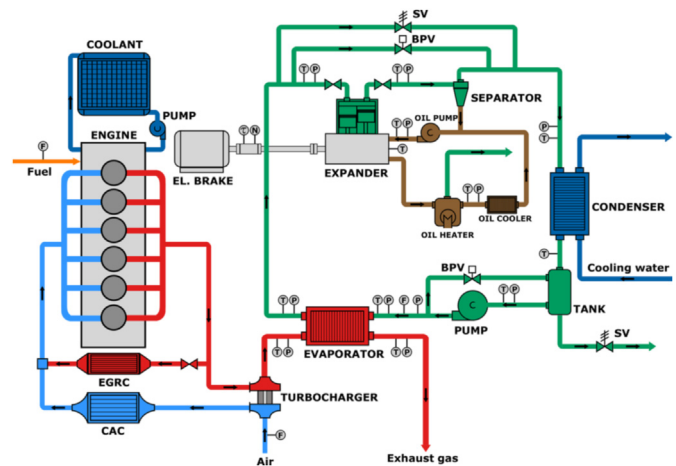 SV
BPV
COOLANT
T P
T P
SEPARATOR
PUMP
OIL PUMP
P
T
ENGINE
F
T N
T P
C
T
Fuel
EL. BRAKE
EXPANDER
T P
CONDENSER
M
OIL COOLER
OIL HEATER
T
BPV
Cooling water
T P
T P F P
T P
C
TANK
PUMP
SV
EVAPORATOR
T P
T P
EGRC
TURBOCHARGER
CAC
F
Air
Exhaust gas